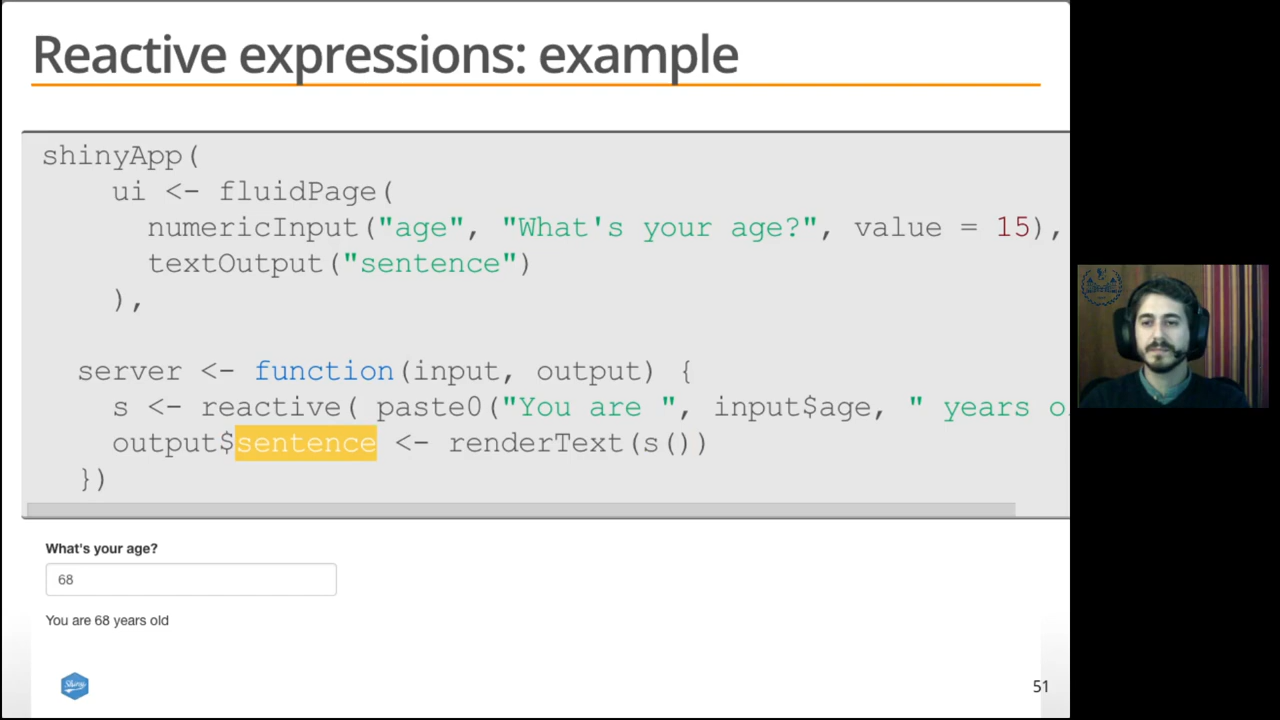 Reactive expressions: example
shinyApp(
ui <- fluidPage(
numericInput("age", "What's your age?", value = 15),
textOutput("sentence")
),
server <- function(input, output) {
s <- reactive( paste0("You are ", input$age, " years o
output$sentence <- renderText(s())
})
What's your age?
68
You are 68 years old
Shiny
51